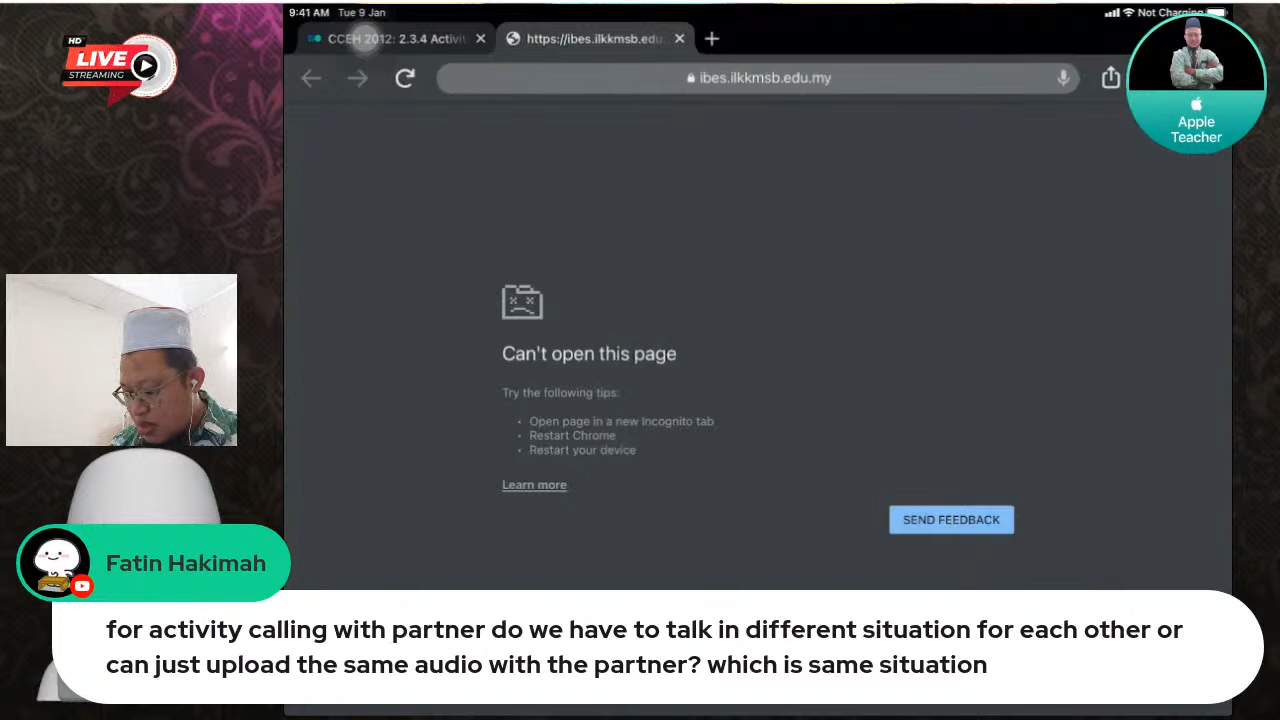 9:41 AM Tue 9 Jan
Not Charging
HD
LIVE
STREAMING
CCEH 2012: 2.3.4 Activit
https://ibes.ilkkmsb.edu
ibes.ilkkmsb.edu.my
Apple
Teacher
Can't open this page
Try the following tips:
• Open page in a new Incognito tab
• Restart Chrome
• Restart your device
Learn more
SEND FEEDBACK
Fatin Hakimah
for activity calling with partner do we have to talk in different situation for each other or
can just upload the same audio with the partner? which is same situation